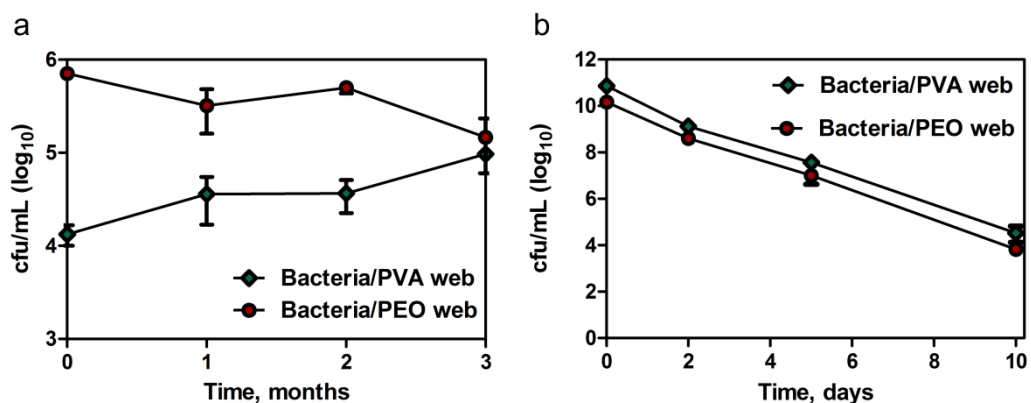 a
6
5
4
3
cfu/mL (log10)
Bacteria/PVA web
Bacteria/PEO web
0 1 2 3
Time, months
b
12
10
8
6
4
2
0
cfu/mL (log10)
Bacteria/PVA web
Bacteria/PEO web
0 2 4 6 8 10
Time, days